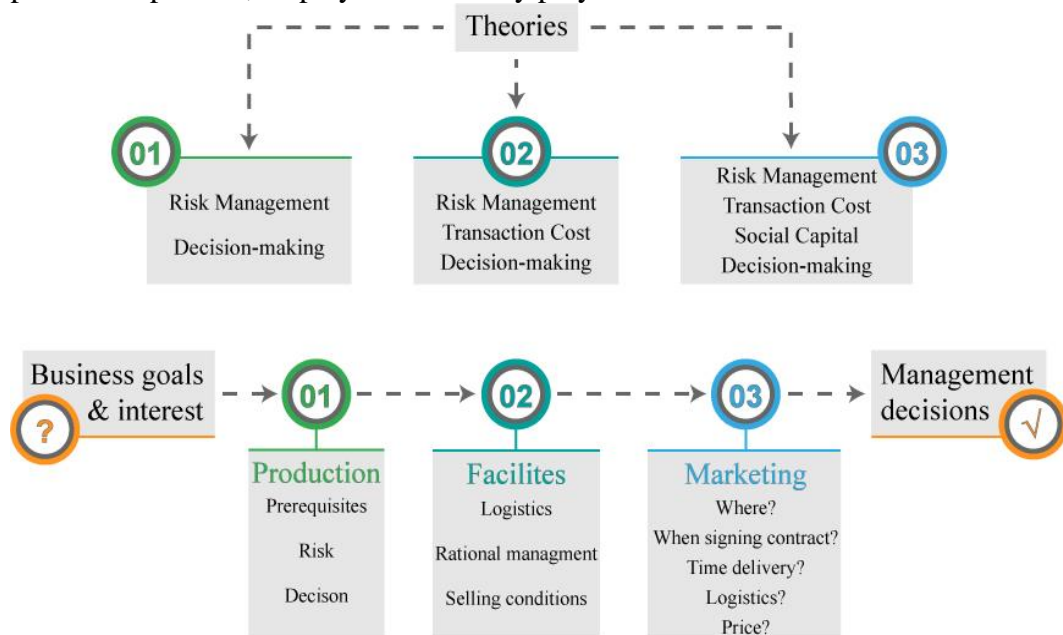 Theories
01
02
03
Risk Management
Decision-making
Risk Management
Transaction Cost
Decision-making
Risk Management
Transaction Cost
Social Capital
Decision-making
Business goals
& interest
?
01
02
03
Management
decisions
√
Production
Prerequisites
Risk
Decison
Facilites
Logistics
Rational managment
Selling conditions
Marketing
Where?
When signing contract?
Time delivery?
Logistics?
Price?